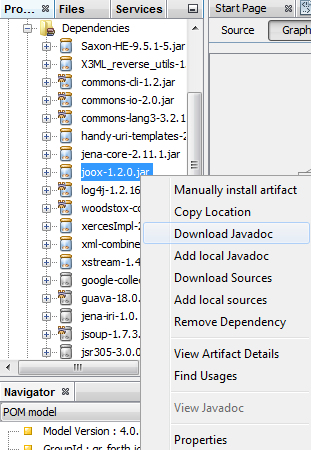 Pro... Files Services
Start Page
Source Graph
Dependencies
Saxon-HE-9.5.1-5.jar
X3ML_reverse_utils-1
commons-cli-1.2.jar
commons-io-2.0.jar
commons-lang3-3.2.1
handy-uri-templates-2
jena-core-2.11.1.jar
joox-1.2.0.jar
log4j-1.2.16
woodstox-co
xercesImpl-2
xml-combine
xstream-1.4
google-collec
guava-18.0.
jena-iri-1.0.
jsoup-1.7.3.
jsr305-3.0.0
Manually install artifact
Copy Location
Download Javadoc
Add local Javadoc
Download Sources
Add local sources
Remove Dependency
View Artifact Details
Find Usages
View Javadoc
Properties
Navigator
POM model
Model Version : 4.0.
GroupId : gr.forth.ic